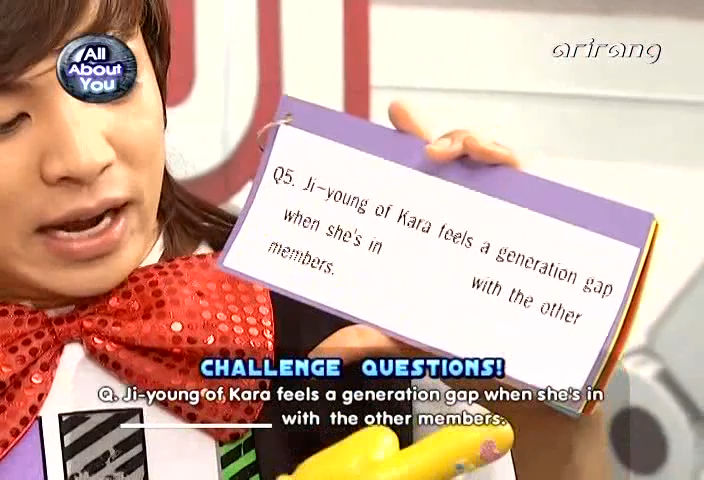 All
About
You
arirang
Q5. Ji-young of Kara feels a generation gap
when she's in with the other
members.
CHALLENGE QUESTIONS!
Q. Ji-young of Kara feels a generation gap when she's in
____________ with the other members.